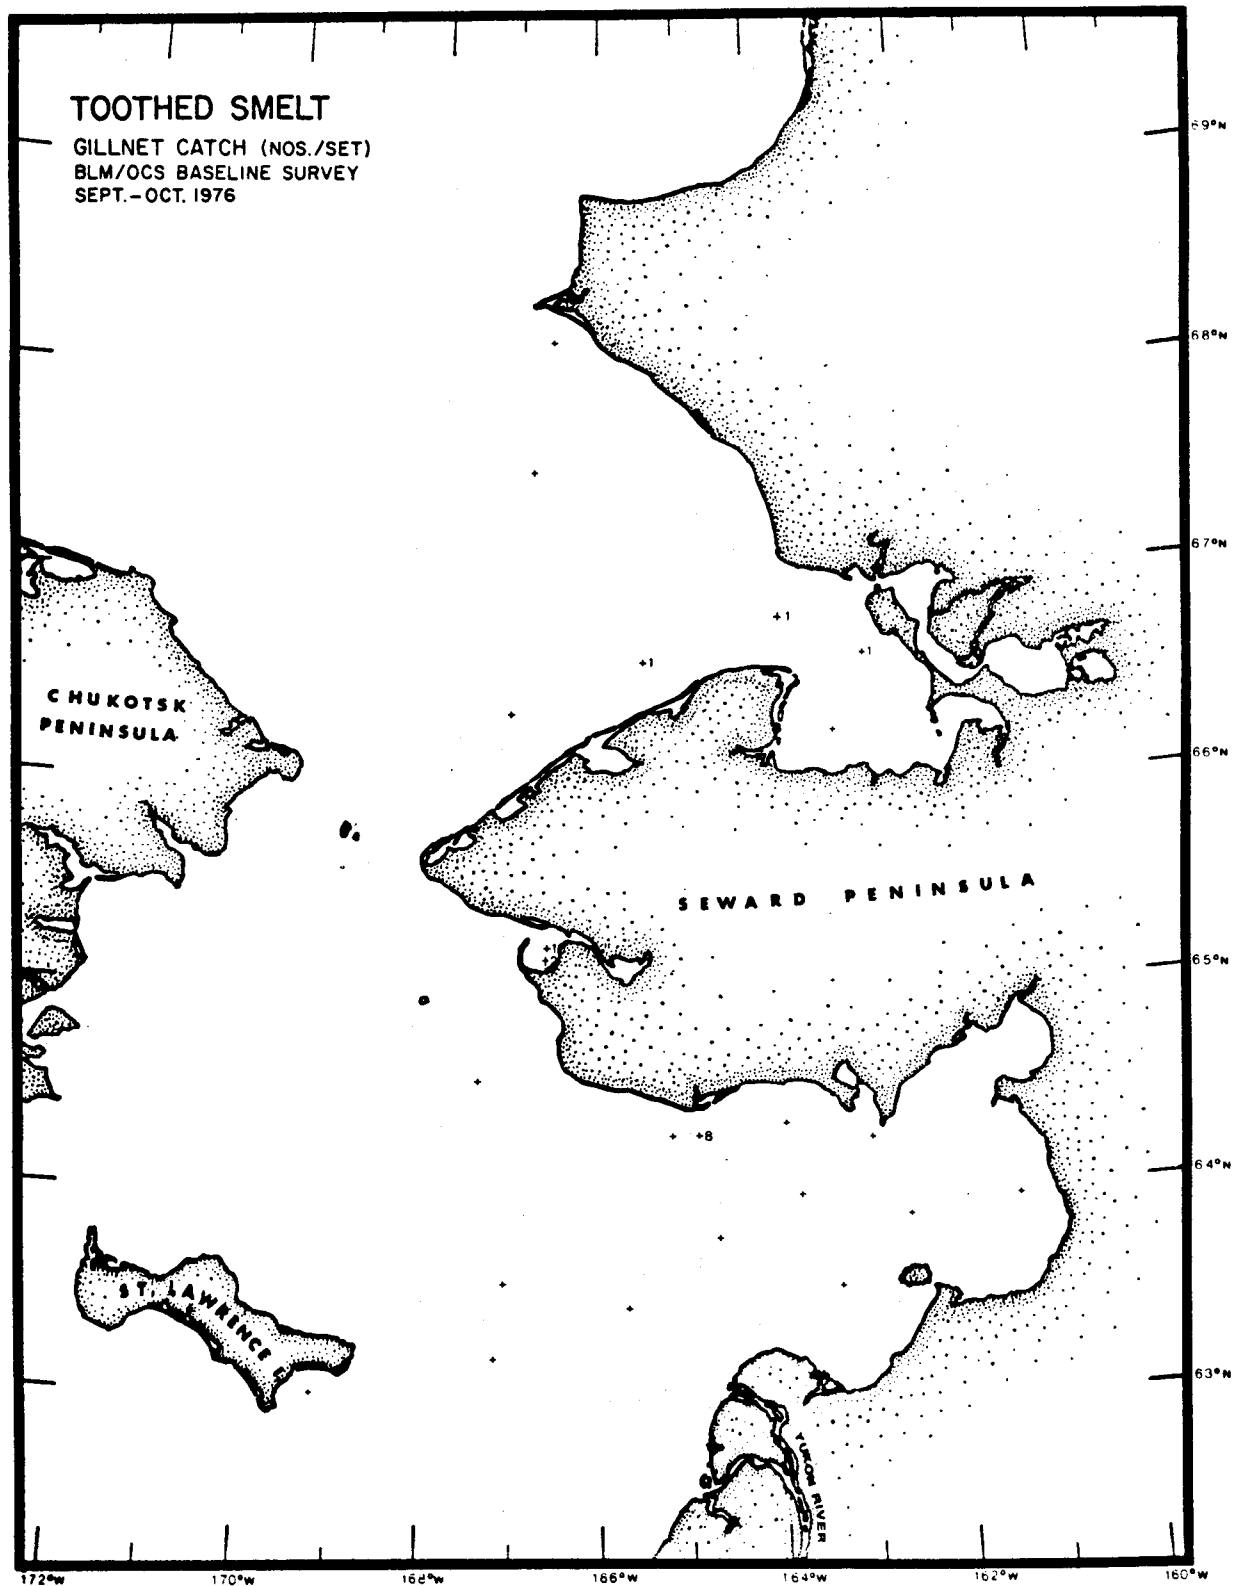 TOOTHED SMELT
GILLNET CATCH (NOS./SET)
BLM/OCS BASELINE SURVEY
SEPT.-OCT. 1976
69°N
68°N
67°N
+1
+1
+1
CHUKOTSK
PENINSULA
66°N
SEWARD PENINSULA
+1
65°N
+8
64°N
ST. LAWRENCE I.
63°N
YUKON RIVER
172°W
170°W
168°W
166°W
164°W
162°W
160°W